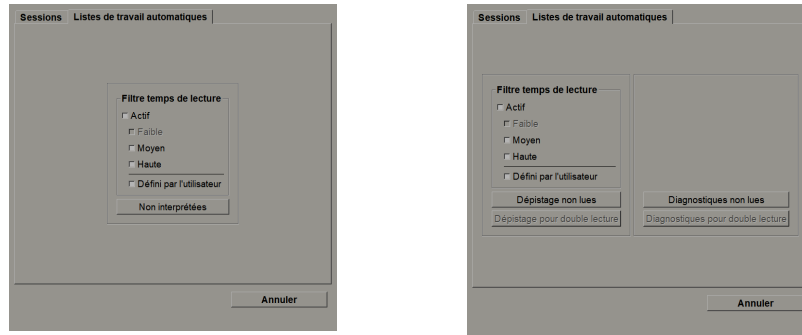 Sessions Listes de travail automatiques
Filtre temps de lecture
Actif
Faible
Moyen
Haute
Défini par l'utilisateur
Non interprétées
Annuler
Sessions Listes de travail automatiques
Filtre temps de lecture
Actif
Faible
Moyen
Haute
Défini par l'utilisateur
Dépistage non lues Diagnostiques non lues
Dépistage pour double lecture Diagnostiques pour double lecture
Annuler